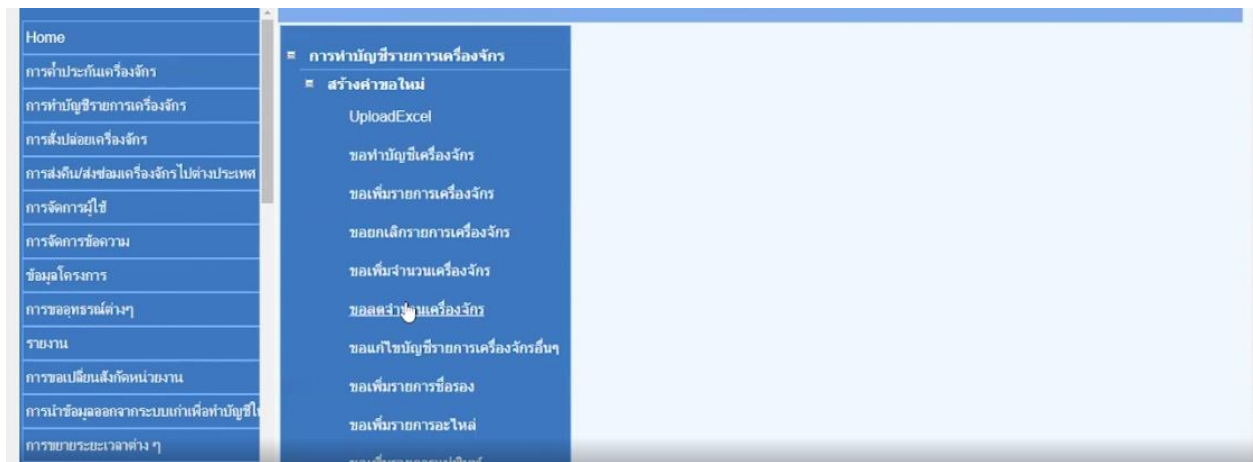 Home
การค้ำประกันเครื่องจักร
การทำบัญชีรายการเครื่องจักร
การสั่งปล่อยเครื่องจักร
การส่งคืน/ส่งซ่อมเครื่องจักรไปต่างประเทศ
การจัดการผู้ใช้
การจัดการข้อความ
ข้อมูลโครงการ
การขออุทธรณ์ต่างๆ
รายงาน
การขอเปลี่ยนสังกัดหน่วยงาน
การนำข้อมูลออกจากระบบเก่าเพื่อทำบัญชี
การขยายระยะเวลาต่าง ๆ
การทำบัญชีรายการเครื่องจักร
สร้างคำขอใหม่
UploadExcel
ขอทำบัญชีเครื่องจักร
ขอเพิ่มรายการเครื่องจักร
ขอยกเลิกรายการเครื่องจักร
ขอเพิ่มจำนวนเครื่องจักร
ขอลดจำนวนเครื่องจักร
ขอแก้ไขบัญชีรายการเครื่องจักรอื่นๆ
ขอเพิ่มรายการชื่อรอง
ขอเพิ่มรายการอะไหล่